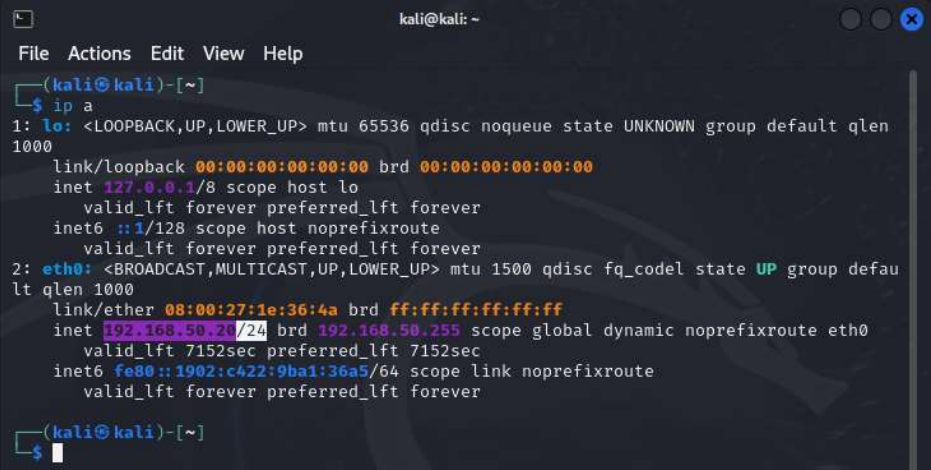 kali@kali: ~
File Actions Edit View Help
┌──(kali㉿kali)-[~]
└─$ ip a
1: lo: <LOOPBACK,UP,LOWER_UP> mtu 65536 qdisc noqueue state UNKNOWN group default qlen
1000
    link/loopback 00:00:00:00:00:00 brd 00:00:00:00:00:00
    inet 127.0.0.1/8 scope host lo
       valid_lft forever preferred_lft forever
    inet6 ::1/128 scope host noprefixroute
       valid_lft forever preferred_lft forever
2: eth0: <BROADCAST,MULTICAST,UP,LOWER_UP> mtu 1500 qdisc fq_codel state UP group defau
lt qlen 1000
    link/ether 08:00:27:1e:36:4a brd ff:ff:ff:ff:ff:ff
    inet 192.168.50.20/24 brd 192.168.50.255 scope global dynamic noprefixroute eth0
       valid_lft 7152sec preferred_lft 7152sec
    inet6 fe80::1902:c422:9ba1:36a5/64 scope link noprefixroute
       valid_lft forever preferred_lft forever
┌──(kali㉿kali)-[~]
└─$